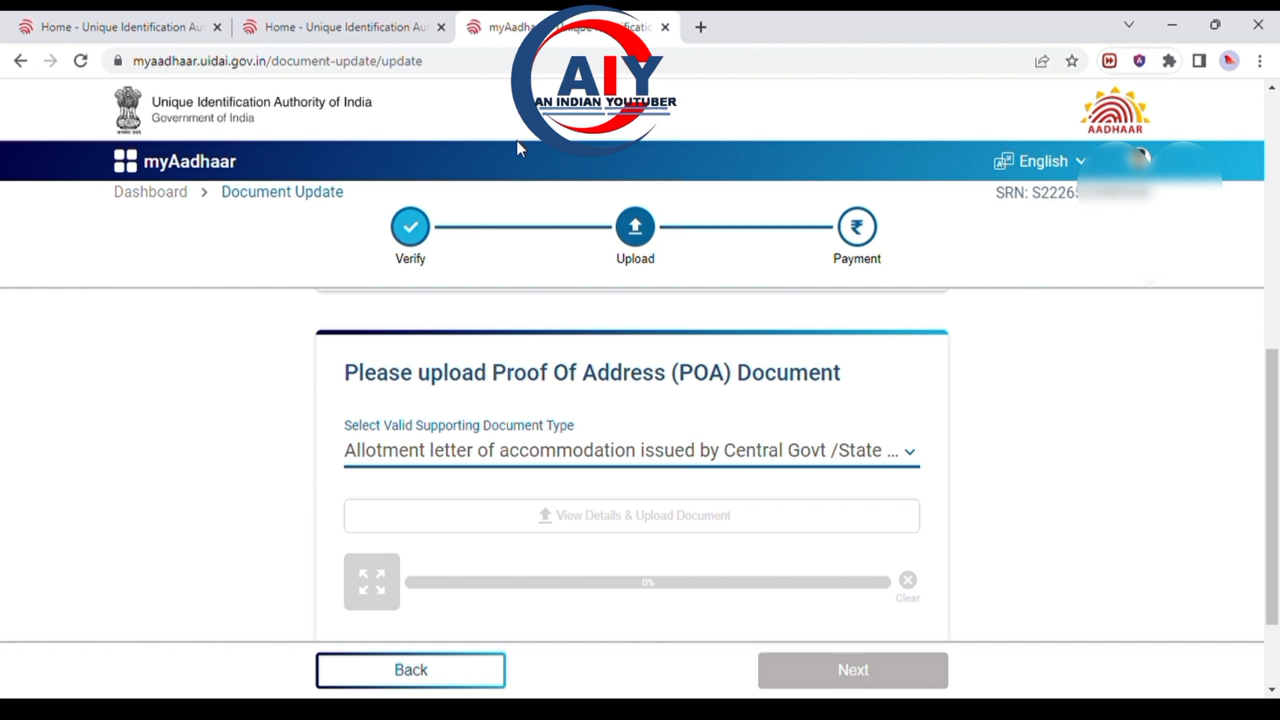 Home - Unique Identification Au
Home - Unique Identification Au
myAadha
myaadhaar.uidai.gov.in/document-update/update
AIY
AN INDIAN YOUTUBER
Unique Identification Authority of India
Government of India
AADHAAR
myAadhaar
English
Dashboard > Document Update
SRN: S2226
Verify
Upload
Payment
Please upload Proof Of Address (POA) Document
Select Valid Supporting Document Type
Allotment letter of accommodation issued by Central Govt /State ...
View Details & Upload Document
0%
Clear
Back
Next